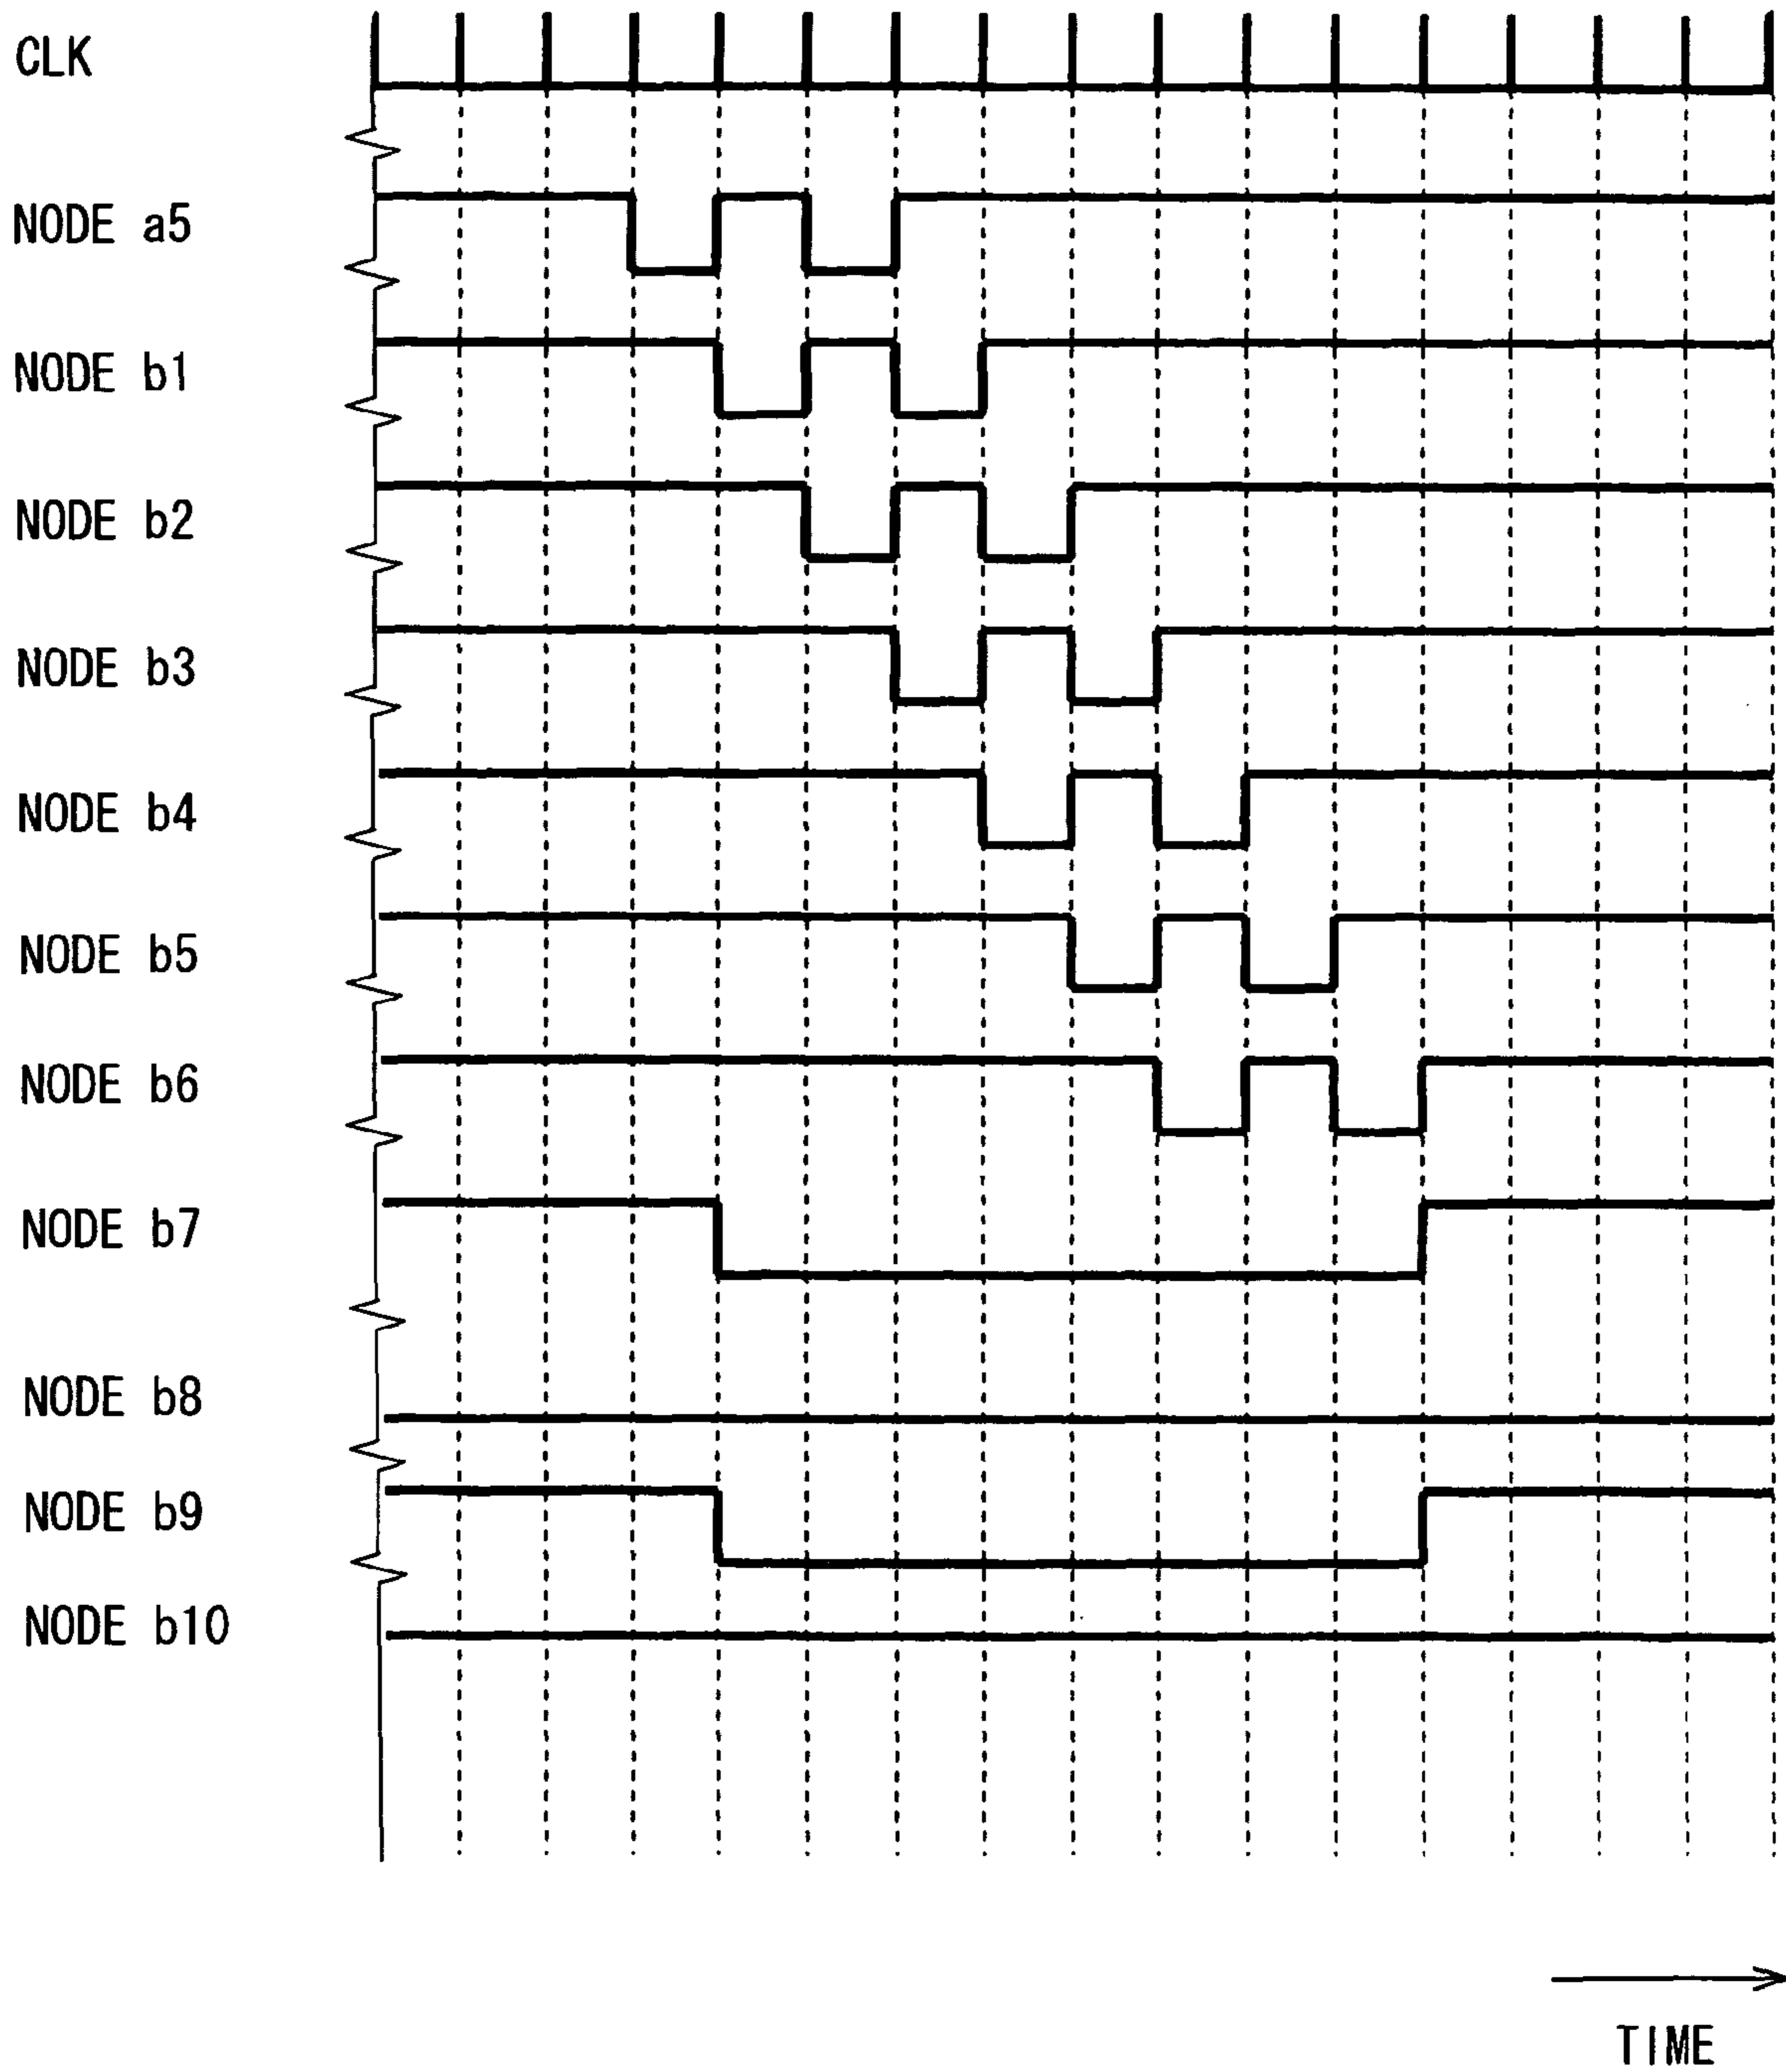 CLK
NODE a5
NODE b1
NODE b2
NODE b3
NODE b4
NODE b5
NODE b6
NODE b7
NODE b8
NODE b9
NODE b10
TIME